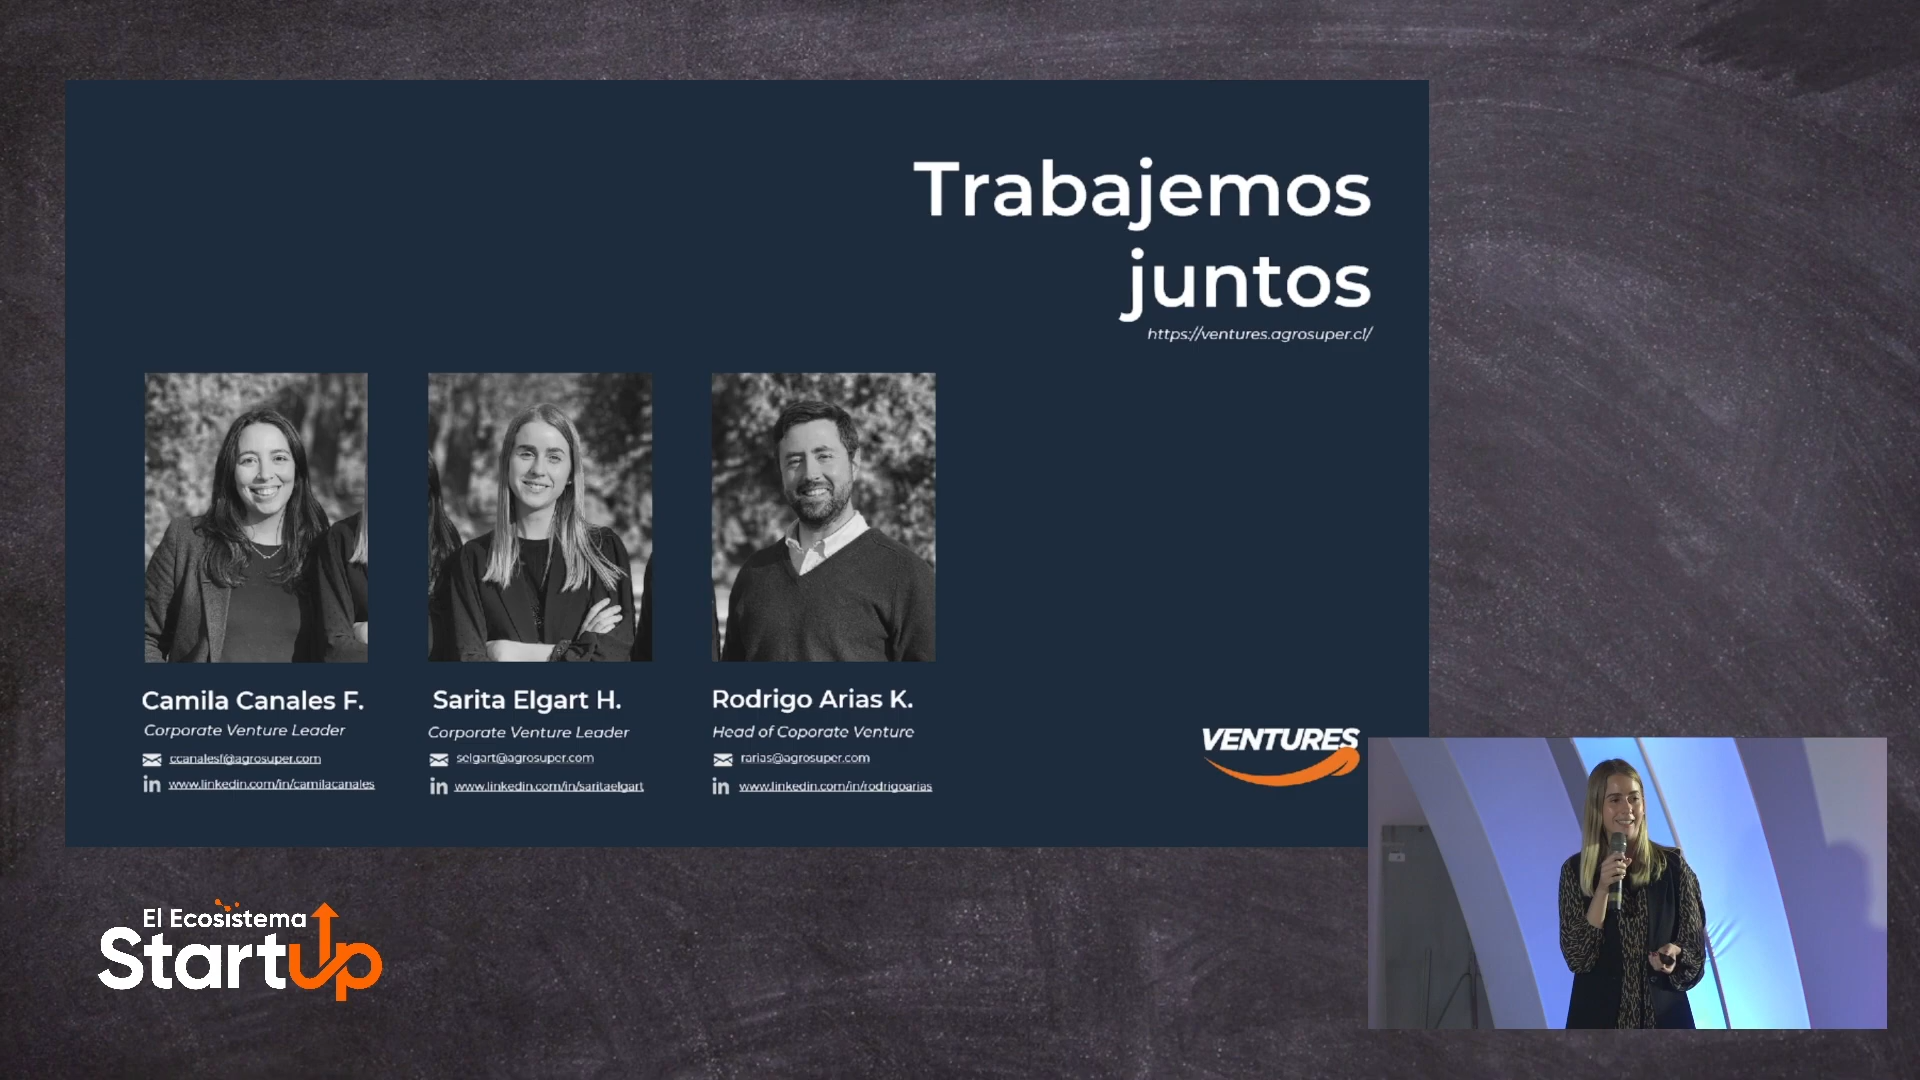 Trabajemos
juntos
https://ventures.agrosuper.cl/
Camila Canales F.
Corporate Venture Leader
ccanalesf@agrosuper.com
www.linkedin.com/in/camilacanales
Sarita Elgart H.
Corporate Venture Leader
selgart@agrosuper.com
www.linkedin.com/in/saritaelgart
Rodrigo Arias K.
Head of Coporate Venture
rarias@agrosuper.com
www.linkedin.com/in/rodrigoarias
VENTURES
El Ecosistema
StartUp